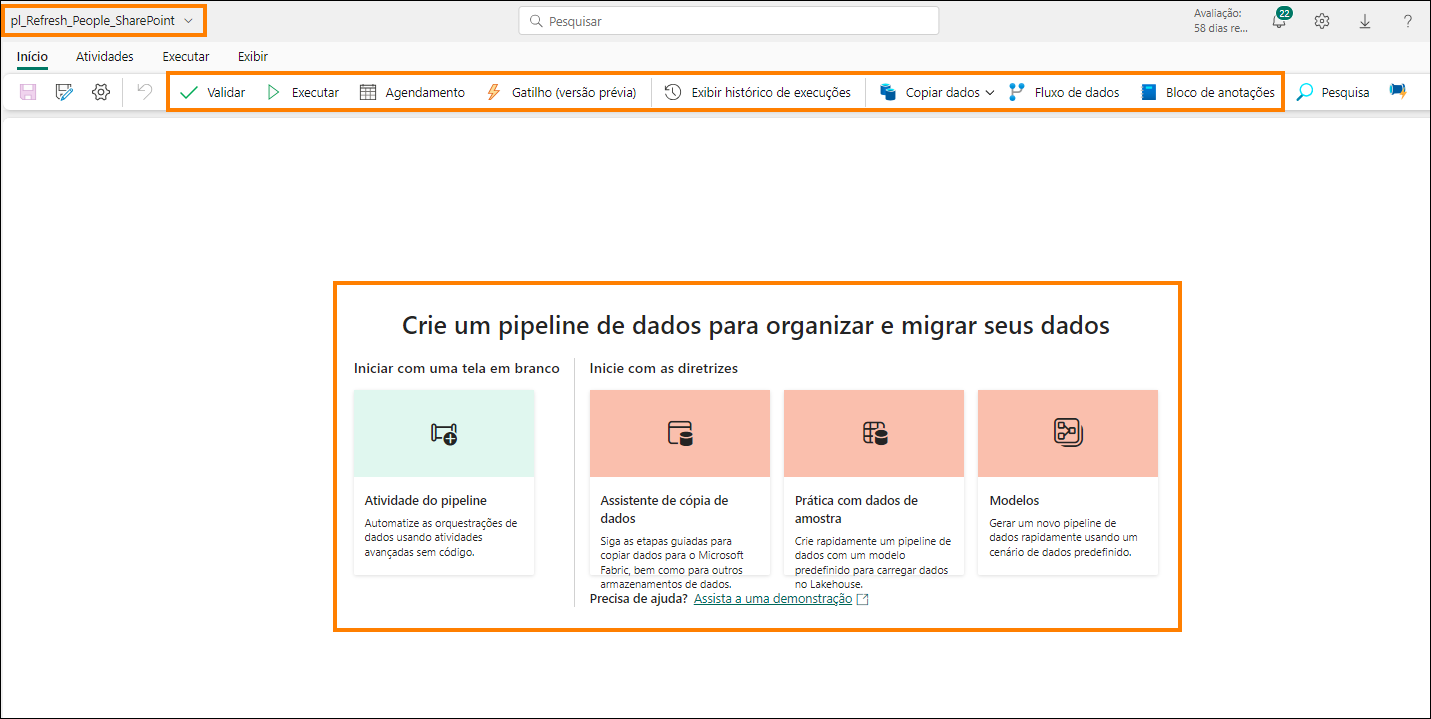 pl_Refresh_People_SharePoint
Pesquisar
Avaliação:
58 dias re...
22
Início Atividades Executar Exibir
Validar Executar Agendamento Gatilho (versão prévia) Exibir histórico de execuções Copiar dados Fluxo de dados Bloco de anotações Pesquisa
Crie um pipeline de dados para organizar e migrar seus dados
Iniciar com uma tela em branco
Atividade do pipeline
Automatize as orquestrações de
dados usando atividades
avançadas sem código.
Inicie com as diretrizes
Assistente de cópia de
dados
Siga as etapas guiadas para
copiar dados para o Microsoft
Fabric, bem como para outros
armazenamentos de dados.
Prática com dados de
amostra
Crie rapidamente um pipeline de
dados com um modelo
predefinido para carregar dados
no Lakehouse.
Modelos
Gerar um novo pipeline de
dados rapidamente usando um
cenário de dados predefinido.
Precisa de ajuda? Assista a uma demonstração